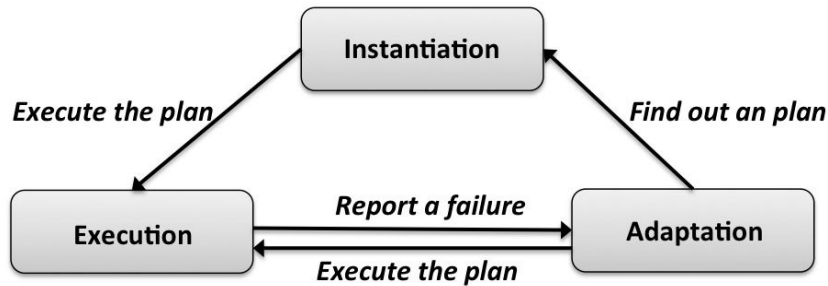 Instantiation
Execute the plan
Find out an plan
Report a failure
Execution
Adaptation
Execute the plan